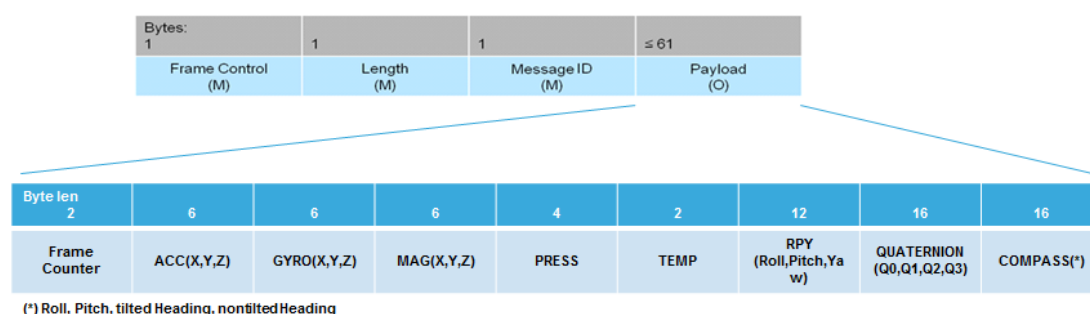 Bytes:
1 1 1 ≤ 61
Frame Control Length Message ID Payload
(M) (M) (M) (O)
Byte len
2 6 6 6 4 2 12 16 16
Frame Counter ACC(X,Y,Z) GYRO(X,Y,Z) MAG(X,Y,Z) PRESS TEMP RPY (Roll,Pitch,Ya w) QUATERNION (Q0,Q1,Q2,Q3) COMPASS(*)
(*) Roll, Pitch, tilted Heading, nontilted Heading